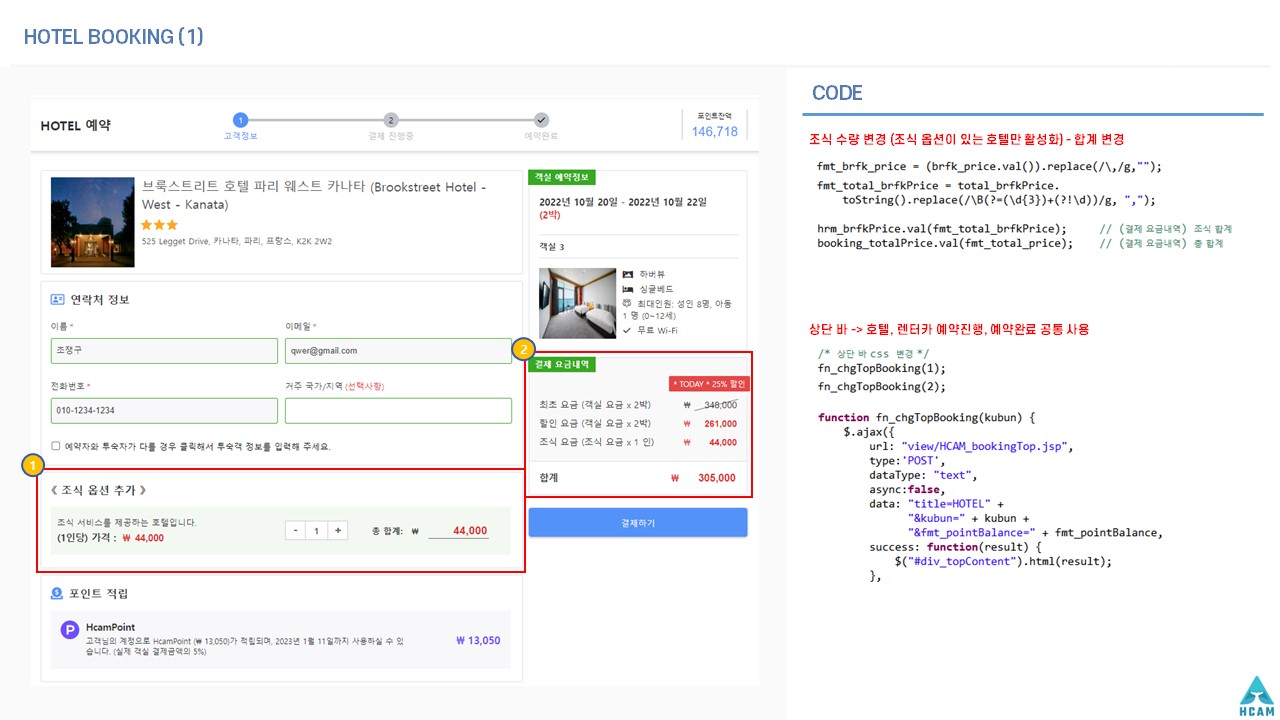 HOTEL BOOKING (1)
HOTEL 예약
1
2
고객정보
결제 진행중
예약완료
포인트잔액
146,718
브룩스트리트 호텔 파리 웨스트 카나타 (Brookstreet Hotel -
West - Kanata)
525 Legget Drive, 카나타, 파리, 프랑스, K2K 2W2
연락처 정보
이름 *
이메일 *
조정구
qwer@gmail.com
전화번호 *
거주 국가/지역 (선택사항)
010-1234-1234
예약자와 투숙자가 다를 경우 클릭해서 투숙객 정보를 입력해 주세요.
1
《 조식 옵션 추가 》
조식 서비스를 제공하는 호텔입니다.
(1인당) 가격 : ₩ 44,000
- 1 +
총 합계: ₩ 44,000
포인트 적립
P
HcamPoint
고객님의 계정으로 HcamPoint (₩ 13,050)가 적립되며, 2023년 1월 11일까지 사용하실 수 있
습니다. (실제 객실 결제금액의 5%)
₩ 13,050
객실 예약정보
2022년 10월 20일 - 2022년 10월 22일
(2박)
객실 3
하버뷰
싱글베드
최대인원: 성인 8명, 아동
1 명 (0~12세)
무료 Wi-Fi
2
결제 요금내역
* TODAY * 25% 할인
최초 요금 (객실 요금 x 2박) ₩ 348,000
할인 요금 (객실 요금 x 2박) ₩ 261,000
조식 요금 (조식 요금 x 1 인) ₩ 44,000
합계 ₩ 305,000
결제하기
CODE
조식 수량 변경 (조식 옵션이 있는 호텔만 활성화) - 합계 변경
fmt_brfk_price = (brfk_price.val()).replace(/\,/g,"");
fmt_total_brfkPrice = total_brfkPrice.
toString().replace(/\B(?=(\d{3})+(?!\d))/g, ",");
hrm_brfkPrice.val(fmt_total_brfkPrice); // (결제 요금내역) 조식 합계
booking_totalPrice.val(fmt_total_price); // (결제 요금내역) 총 합계
상단 바 -> 호텔, 렌터카 예약진행, 예약완료 공통 사용
/* 상단 바 css 변경 */
fn_chgTopBooking(1);
fn_chgTopBooking(2);
function fn_chgTopBooking(kubun) {
$.ajax({
url: "view/HCAM_bookingTop.jsp",
type:'POST',
dataType: "text",
async:false,
data: "title=HOTEL" +
"&kubun=" + kubun +
"&fmt_pointBalance=" + fmt_pointBalance,
success: function(result) {
$("#div_topContent").html(result);
},
HCAM